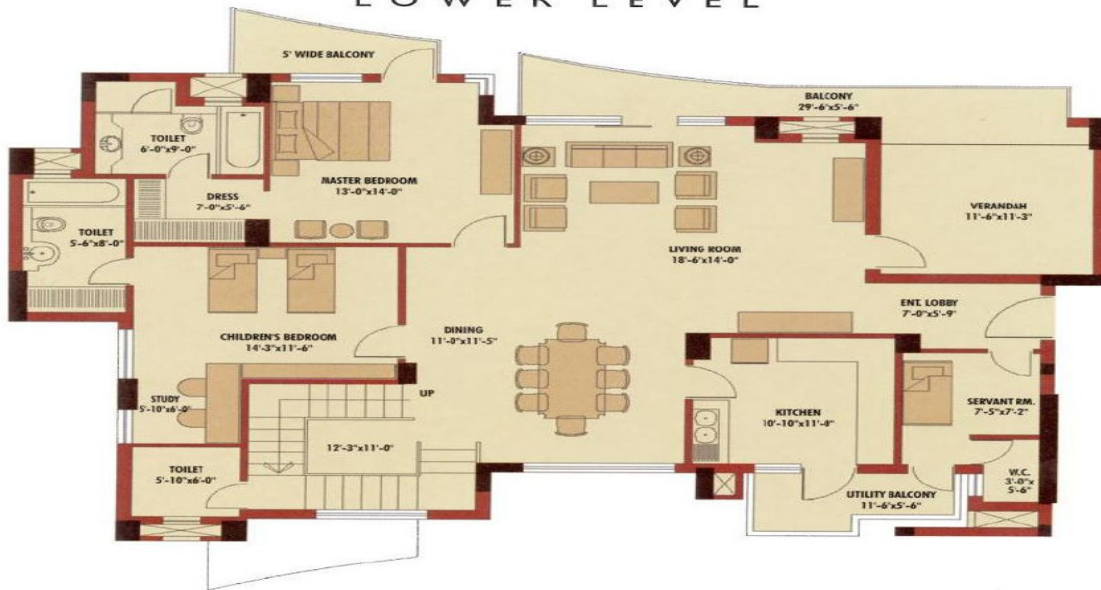 LOWER LEVEL
5' WIDE BALCONY
BALCONY
29'-6"x5'-6"
TOILET
6'-0"x9'-0"
MASTER BEDROOM
13'-0"x14'-0"
DRESS
7'-0"x5'-6"
VERANDAH
11'-6"x11'-3"
TOILET
5'-6"x8'-0"
LIVING ROOM
18'-6"x14'-0"
ENT. LOBBY
7'-0"x5'-9"
CHILDREN'S BEDROOM
14'-3"x11'-6"
DINING
11'-0"x11'-5"
UP
STUDY
5'-10"x6'-0"
SERVANT RM.
7'-5"x7'-2"
KITCHEN
10'-10"x11'-0"
12'-3"x11'-0"
TOILET
5'-10"x6'-0"
W.C.
3'-0"x
5'-6"
UTILITY BALCONY
11'-6"x5'-6"